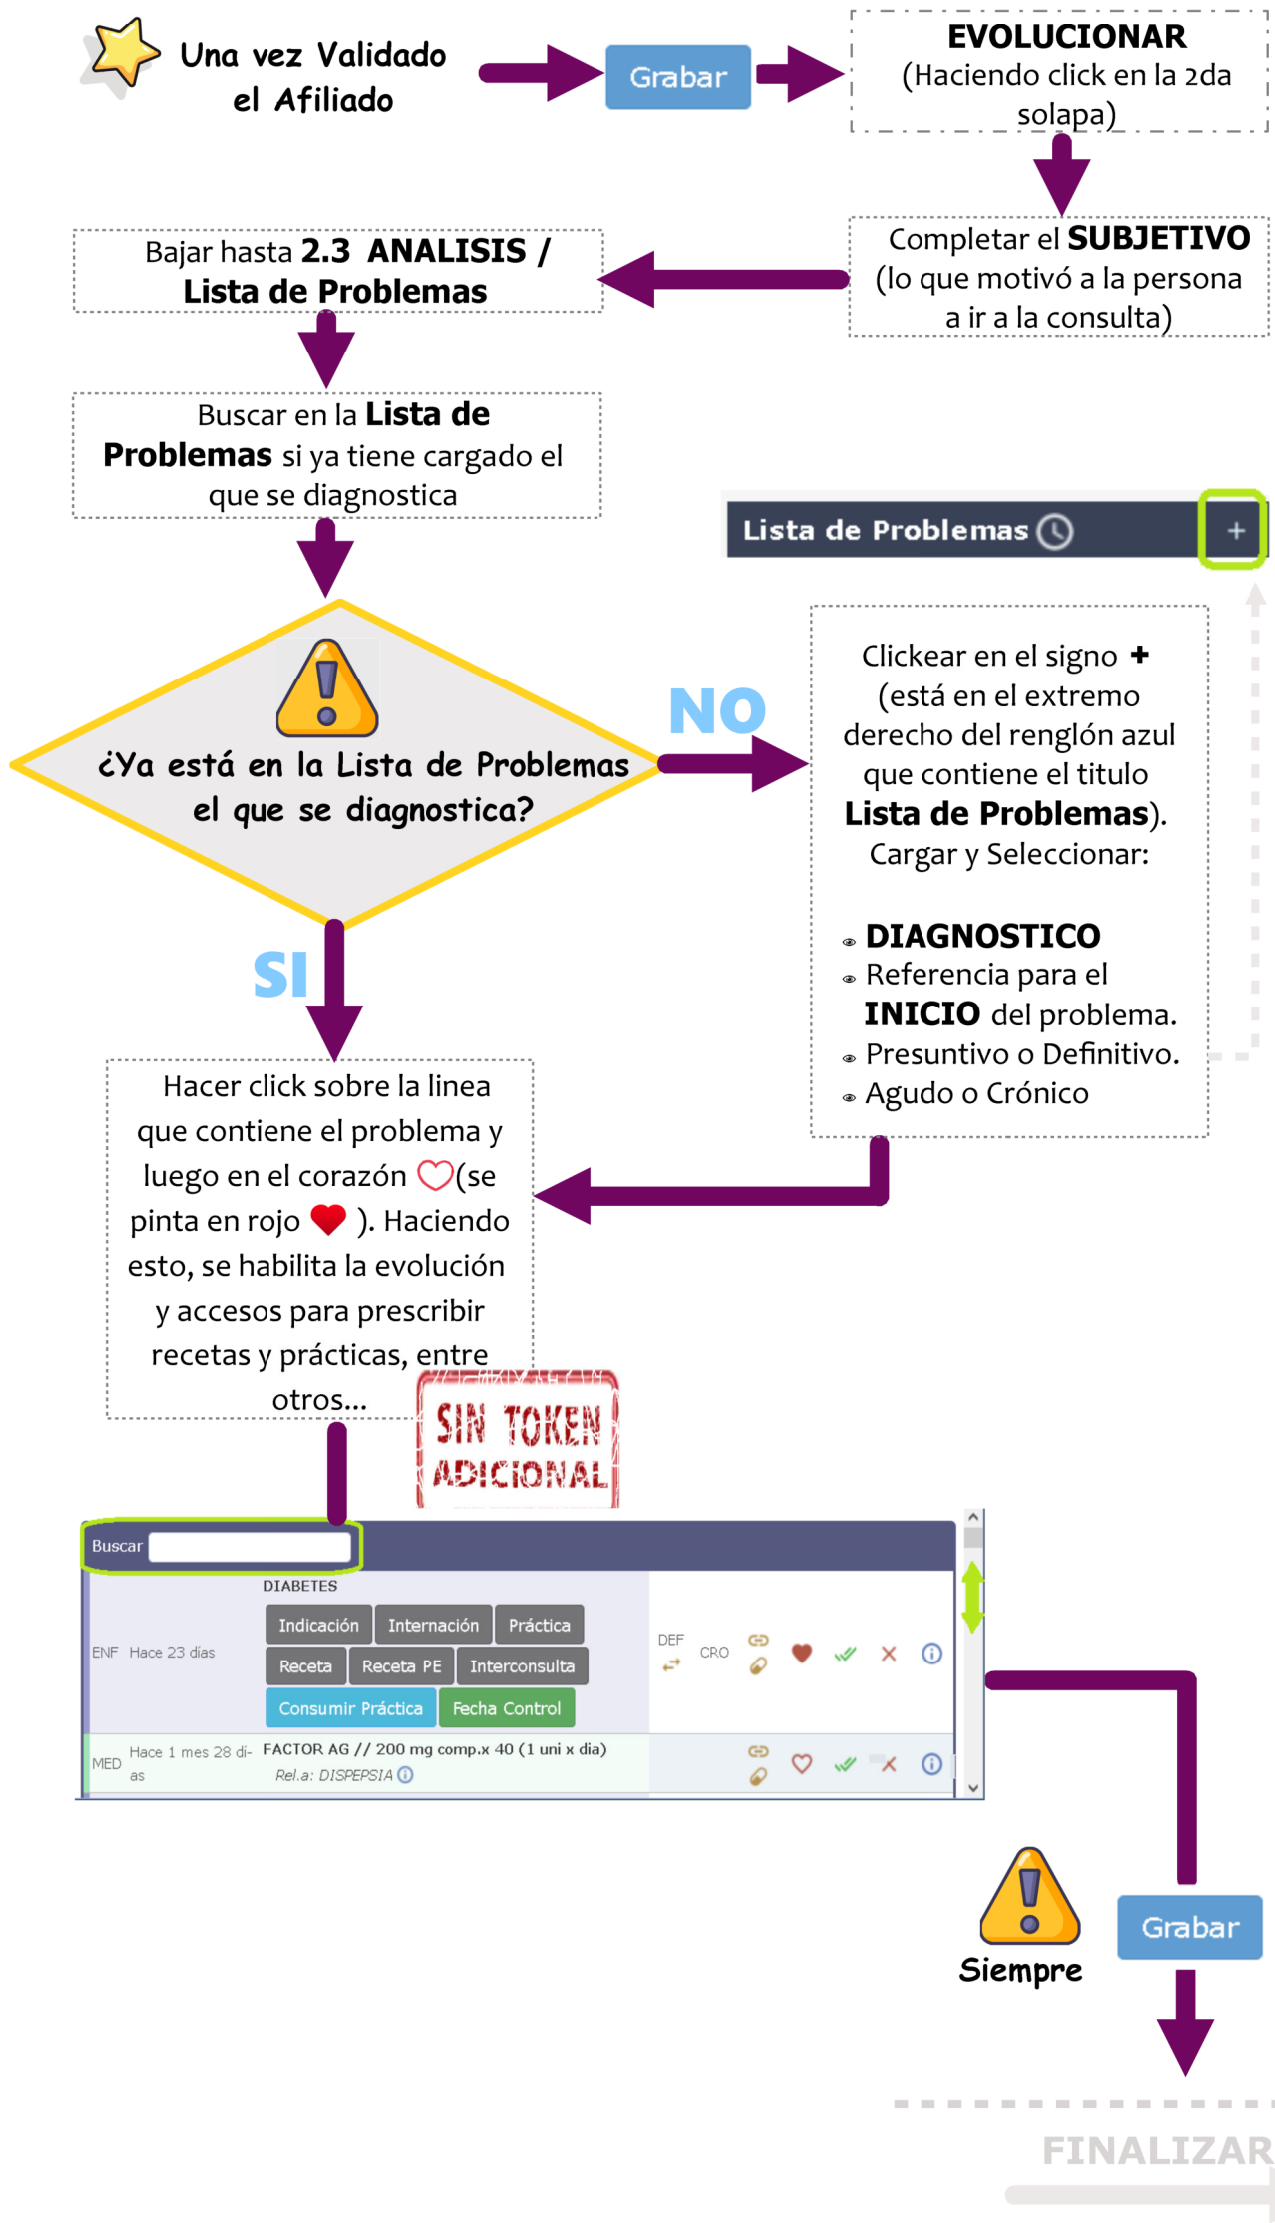 Una vez Validado
el Afiliado
Grabar
EVOLUCIONAR
(Haciendo click en la 2da
solapa)
Completar el SUBJETIVO
(lo que motivó a la persona
a ir a la consulta)
Bajar hasta 2.3 ANALISIS /
Lista de Problemas
Buscar en la Lista de
Problemas si ya tiene cargado el
que se diagnostica
Lista de Problemas +
¿Ya está en la Lista de Problemas
el que se diagnostica?
NO
Clickear en el signo +
(está en el extremo
derecho del renglón azul
que contiene el titulo
Lista de Problemas).
Cargar y Seleccionar:
DIAGNOSTICO
Referencia para el
INICIO del problema.
Presuntivo o Definitivo.
Agudo o Crónico
SI
Hacer click sobre la linea
que contiene el problema y
luego en el corazón (se
pinta en rojo ). Haciendo
esto, se habilita la evolución
y accesos para prescribir
recetas y prácticas, entre
otros...
SIN TOKEN
ADICIONAL
Buscar
DIABETES
Indicación Internación Práctica
ENF Hace 23 días
DEF
CRO
Receta Receta PE Interconsulta
Consumir Práctica Fecha Control
MED Hace 1 mes 28 dí-
as
FACTOR AG // 200 mg comp.x 40 (1 uni x dia)
Rel.a: DISPEPSIA
Siempre
Grabar
FINALIZAR